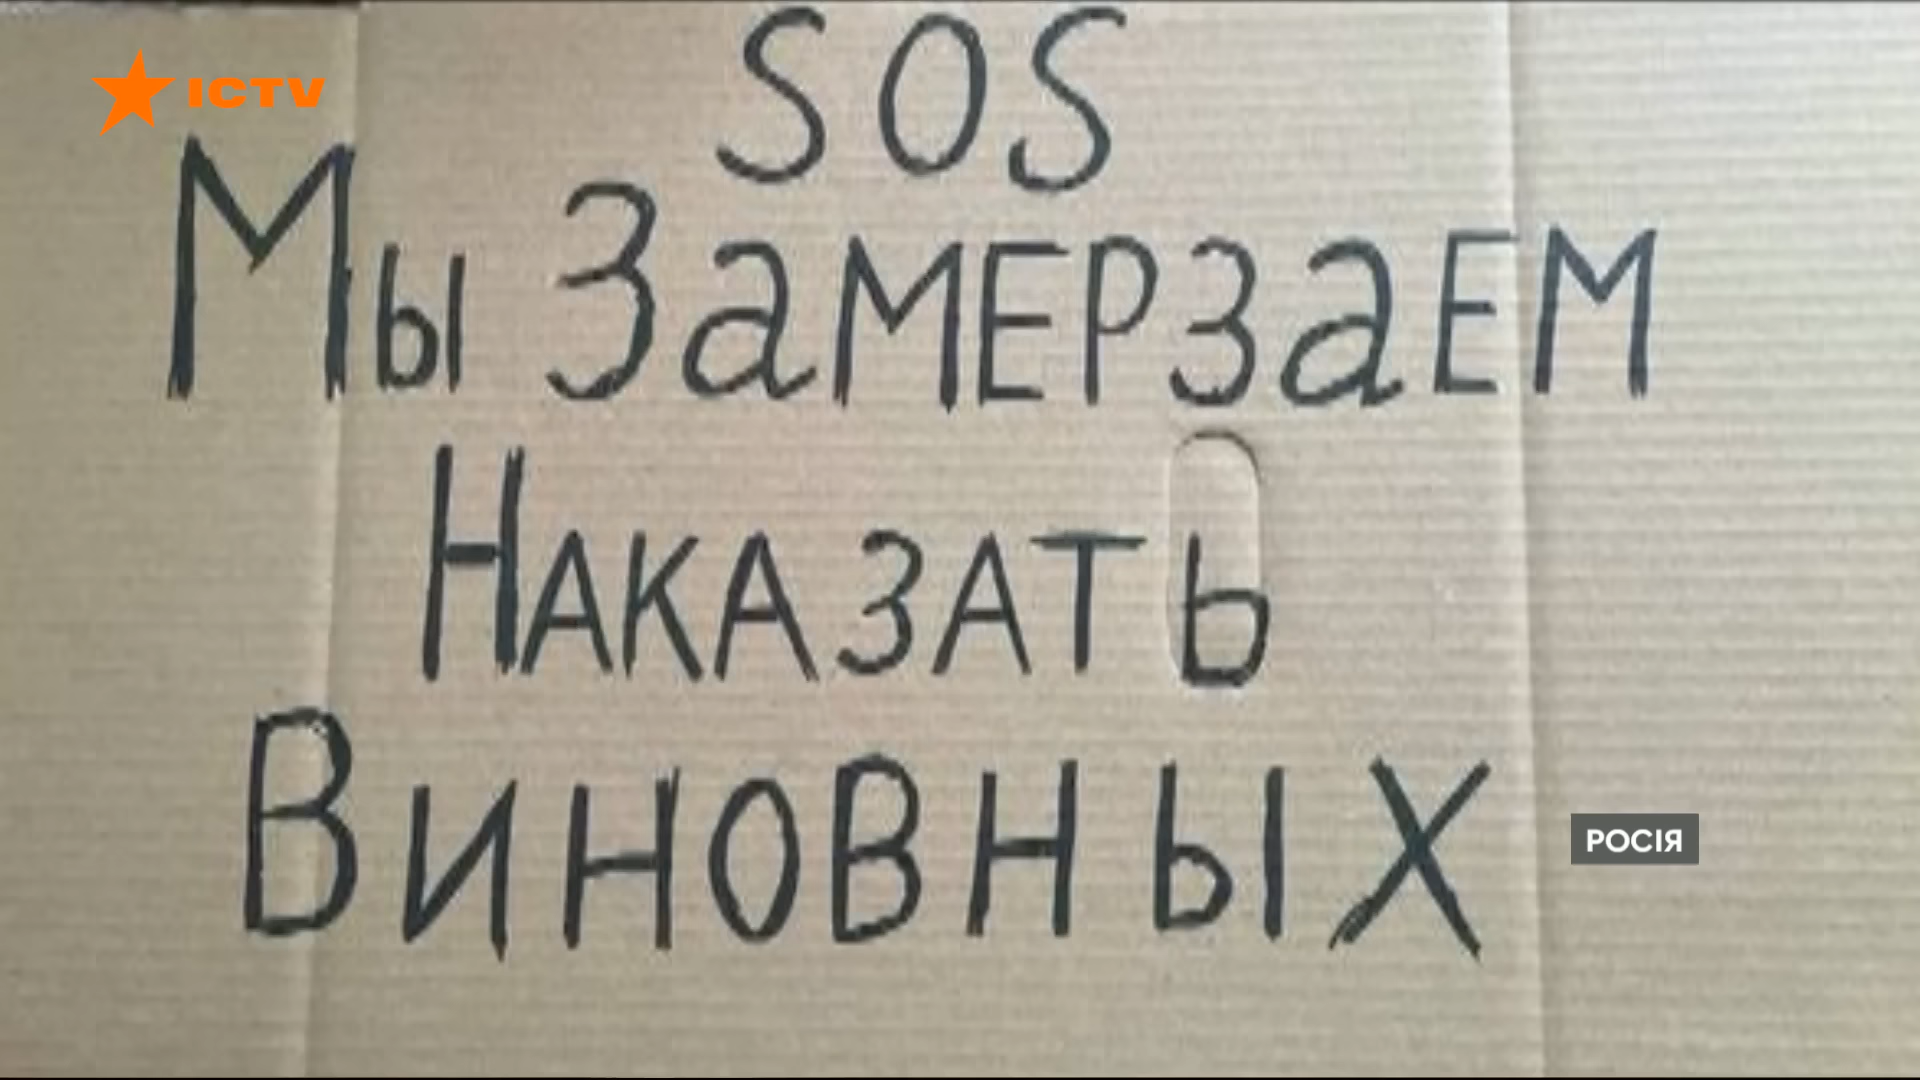 ICTV
SOS
Мы Замерзаем
Наказать
Виновных
РОСІЯ